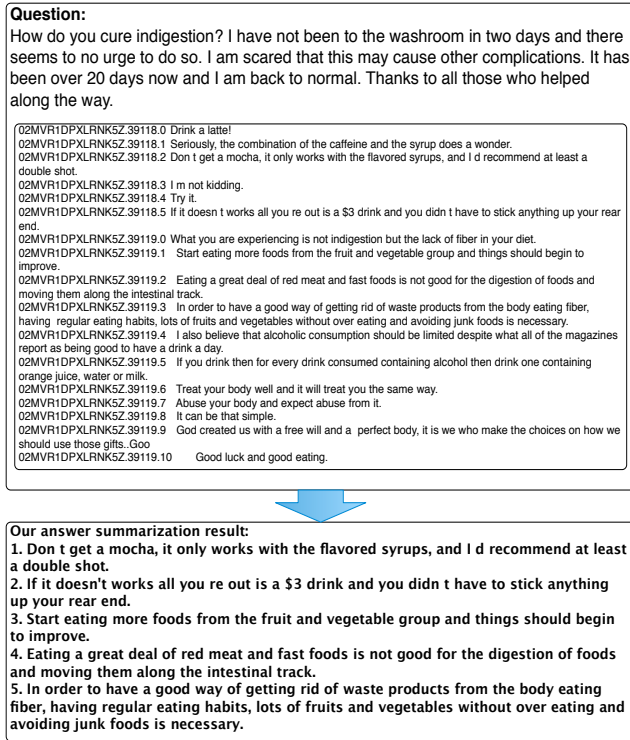 Question:
How do you cure indigestion? I have not been to the washroom in two days and there
seems to no urge to do so. I am scared that this may cause other complications. It has
been over 20 days now and I am back to normal. Thanks to all those who helped
along the way.
02MVR1DPXLRNK5Z.39118.0 Drink a latte!
02MVR1DPXLRNK5Z.39118.1 Seriously, the combination of the caffeine and the syrup does a wonder.
02MVR1DPXLRNK5Z.39118.2 Don t get a mocha, it only works with the flavored syrups, and I d recommend at least a
double shot.
02MVR1DPXLRNK5Z.39118.3 I m not kidding.
02MVR1DPXLRNK5Z.39118.4 Try it.
02MVR1DPXLRNK5Z.39118.5 If it doesn t works all you re out is a $3 drink and you didn t have to stick anything up your rear
end.
02MVR1DPXLRNK5Z.39119.0 What you are experiencing is not indigestion but the lack of fiber in your diet.
02MVR1DPXLRNK5Z.39119.1 Start eating more foods from the fruit and vegetable group and things should begin to
improve.
02MVR1DPXLRNK5Z.39119.2 Eating a great deal of red meat and fast foods is not good for the digestion of foods and
moving them along the intestinal track.
02MVR1DPXLRNK5Z.39119.3 In order to have a good way of getting rid of waste products from the body eating fiber,
having regular eating habits, lots of fruits and vegetables without over eating and avoiding junk foods is necessary.
02MVR1DPXLRNK5Z.39119.4 I also believe that alcoholic consumption should be limited despite what all of the magazines
report as being good to have a drink a day.
02MVR1DPXLRNK5Z.39119.5 If you drink then for every drink consumed containing alcohol then drink one containing
orange juice, water or milk.
02MVR1DPXLRNK5Z.39119.6 Treat your body well and it will treat you the same way.
02MVR1DPXLRNK5Z.39119.7 Abuse your body and expect abuse from it.
02MVR1DPXLRNK5Z.39119.8 It can be that simple.
02MVR1DPXLRNK5Z.39119.9 God created us with a free will and a perfect body, it is we who make the choices on how we
should use those gifts..Goo
02MVR1DPXLRNK5Z.39119.10 Good luck and good eating.
Our answer summarization result:
1. Don t get a mocha, it only works with the flavored syrups, and I d recommend at least
a double shot.
2. If it doesn't works all you re out is a $3 drink and you didn t have to stick anything
up your rear end.
3. Start eating more foods from the fruit and vegetable group and things should begin
to improve.
4. Eating a great deal of red meat and fast foods is not good for the digestion of foods
and moving them along the intestinal track.
5. In order to have a good way of getting rid of waste products from the body eating
fiber, having regular eating habits, lots of fruits and vegetables without over eating and
avoiding junk foods is necessary.